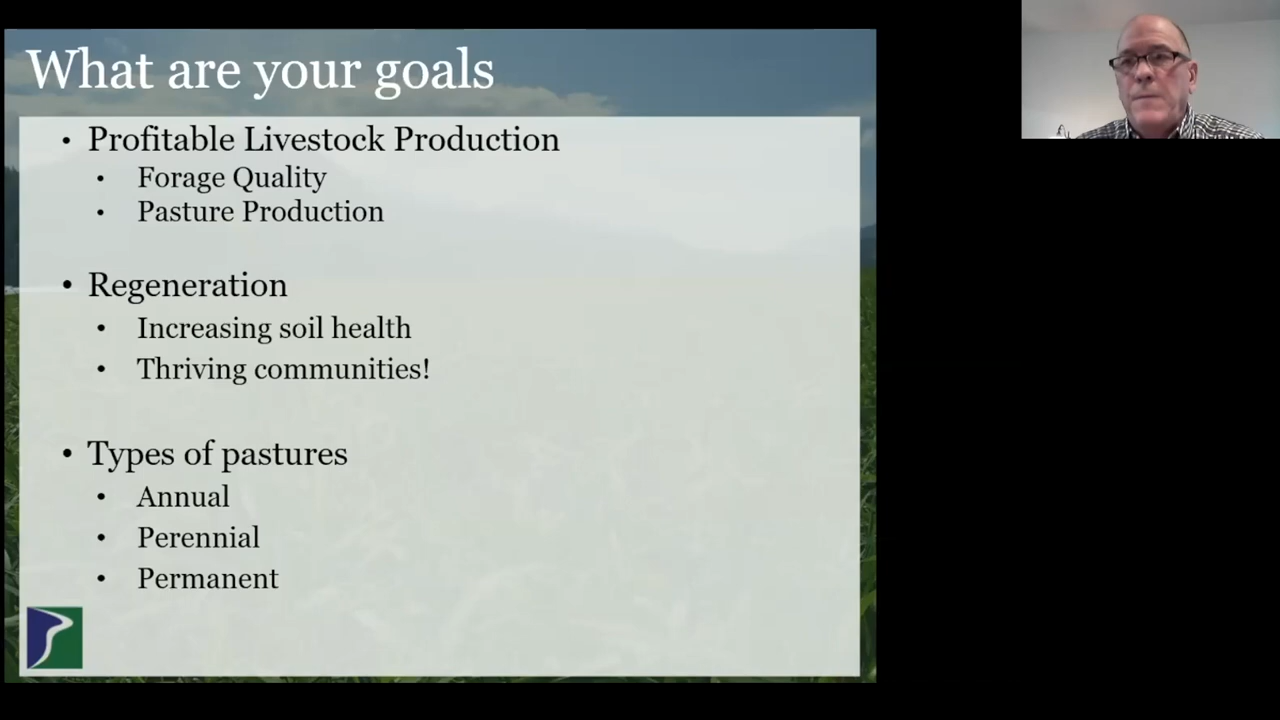 What are your goals
• Profitable Livestock Production
• Forage Quality
• Pasture Production
• Regeneration
• Increasing soil health
• Thriving communities!
• Types of pastures
• Annual
• Perennial
• Permanent